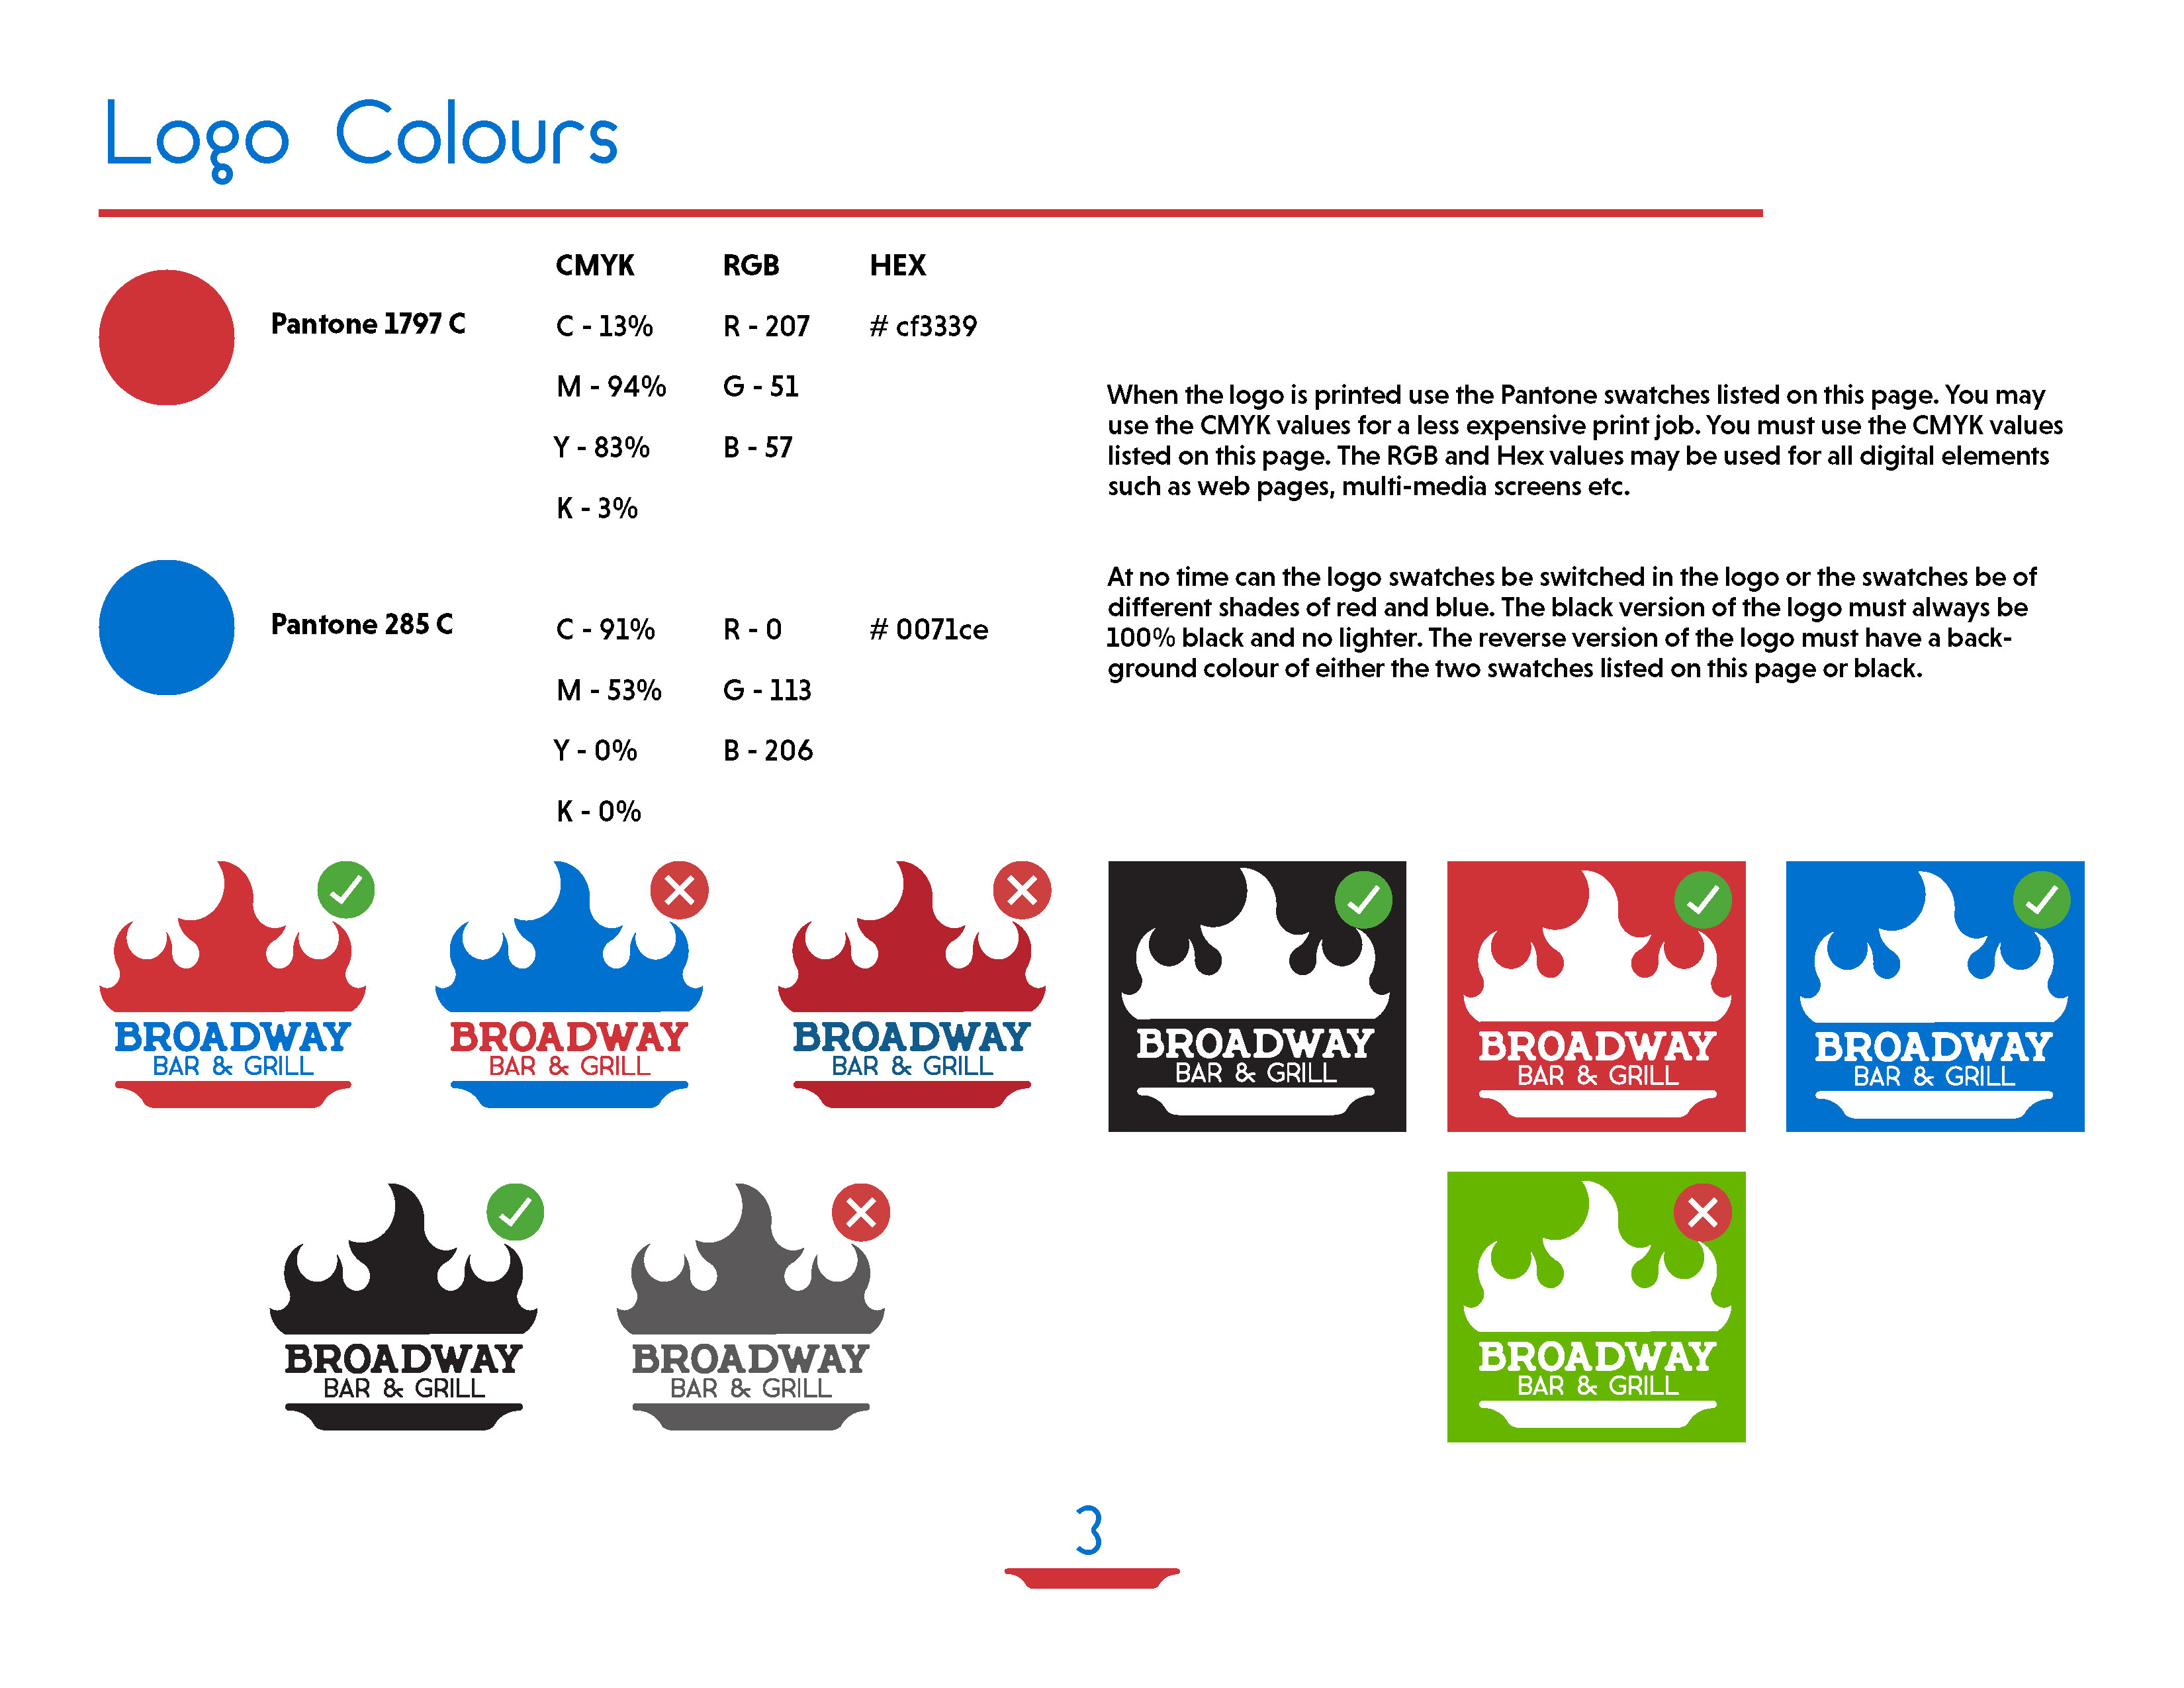 Logo Colours
CMYK RGB HEX
Pantone 1797 C C - 13% R - 207 # cf3339
M - 94% G - 51
Y - 83% B - 57
K - 3%
Pantone 285 C C - 91% R - 0 # 0071ce
M - 53% G - 113
Y - 0% B - 206
K - 0%
When the logo is printed use the Pantone swatches listed on this page. You may
use the CMYK values for a less expensive print job. You must use the CMYK values
listed on this page. The RGB and Hex values may be used for all digital elements
such as web pages, multi-media screens etc.
At no time can the logo swatches be switched in the logo or the swatches be of
different shades of red and blue. The black version of the logo must always be
100% black and no lighter. The reverse version of the logo must have a back-
ground colour of either the two swatches listed on this page or black.
BROADWAY
BAR & GRILL
BROADWAY
BAR & GRILL
BROADWAY
BAR & GRILL
BROADWAY
BAR & GRILL
BROADWAY
BAR & GRILL
BROADWAY
BAR & GRILL
BROADWAY
BAR & GRILL
BROADWAY
BAR & GRILL
BROADWAY
BAR & GRILL
3